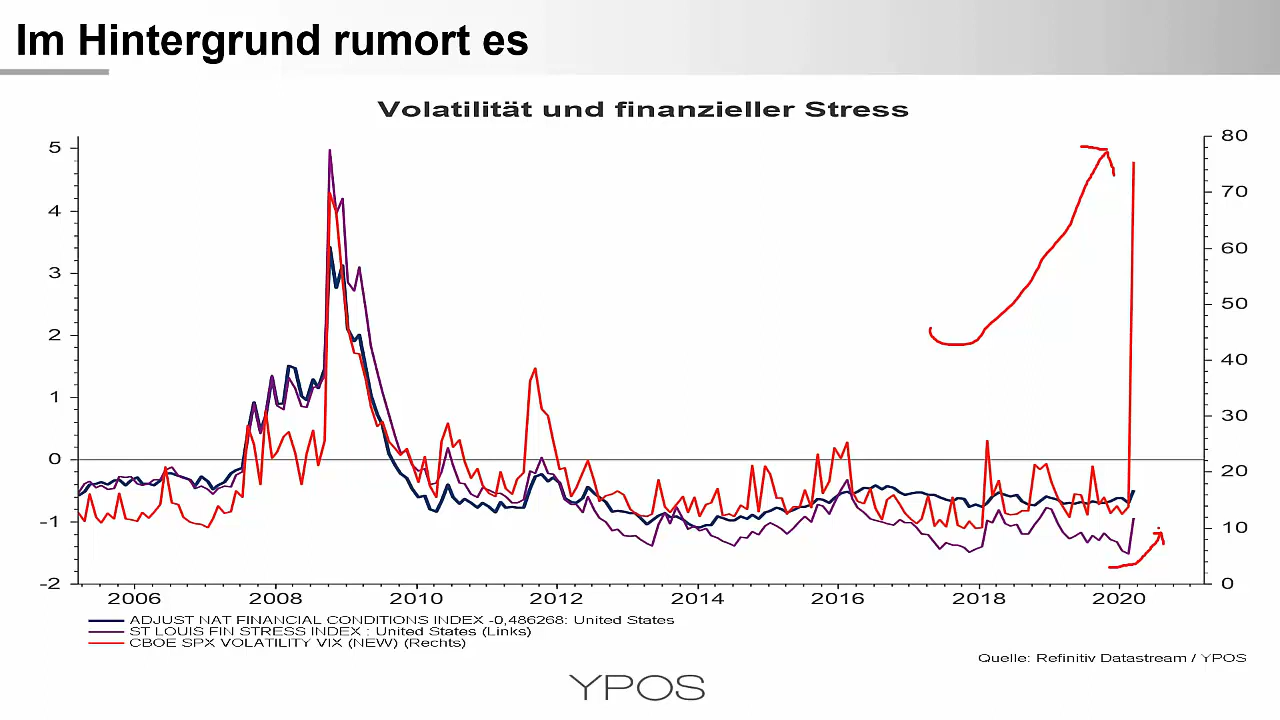 Im Hintergrund rumort es
Volatilität und finanzieller Stress
5
4
3
2
1
0
-1
-2
80
70
60
50
40
30
20
10
0
2006 2008 2010 2012 2014 2016 2018 2020
ADJUST NAT FINANCIAL CONDITIONS INDEX -0,486268: United States
ST LOUIS FIN STRESS INDEX : United States (Links)
CBOE SPX VOLATILITY VIX (NEW) (Rechts)
Quelle: Refinitiv Datastream / YPOS
YPOS